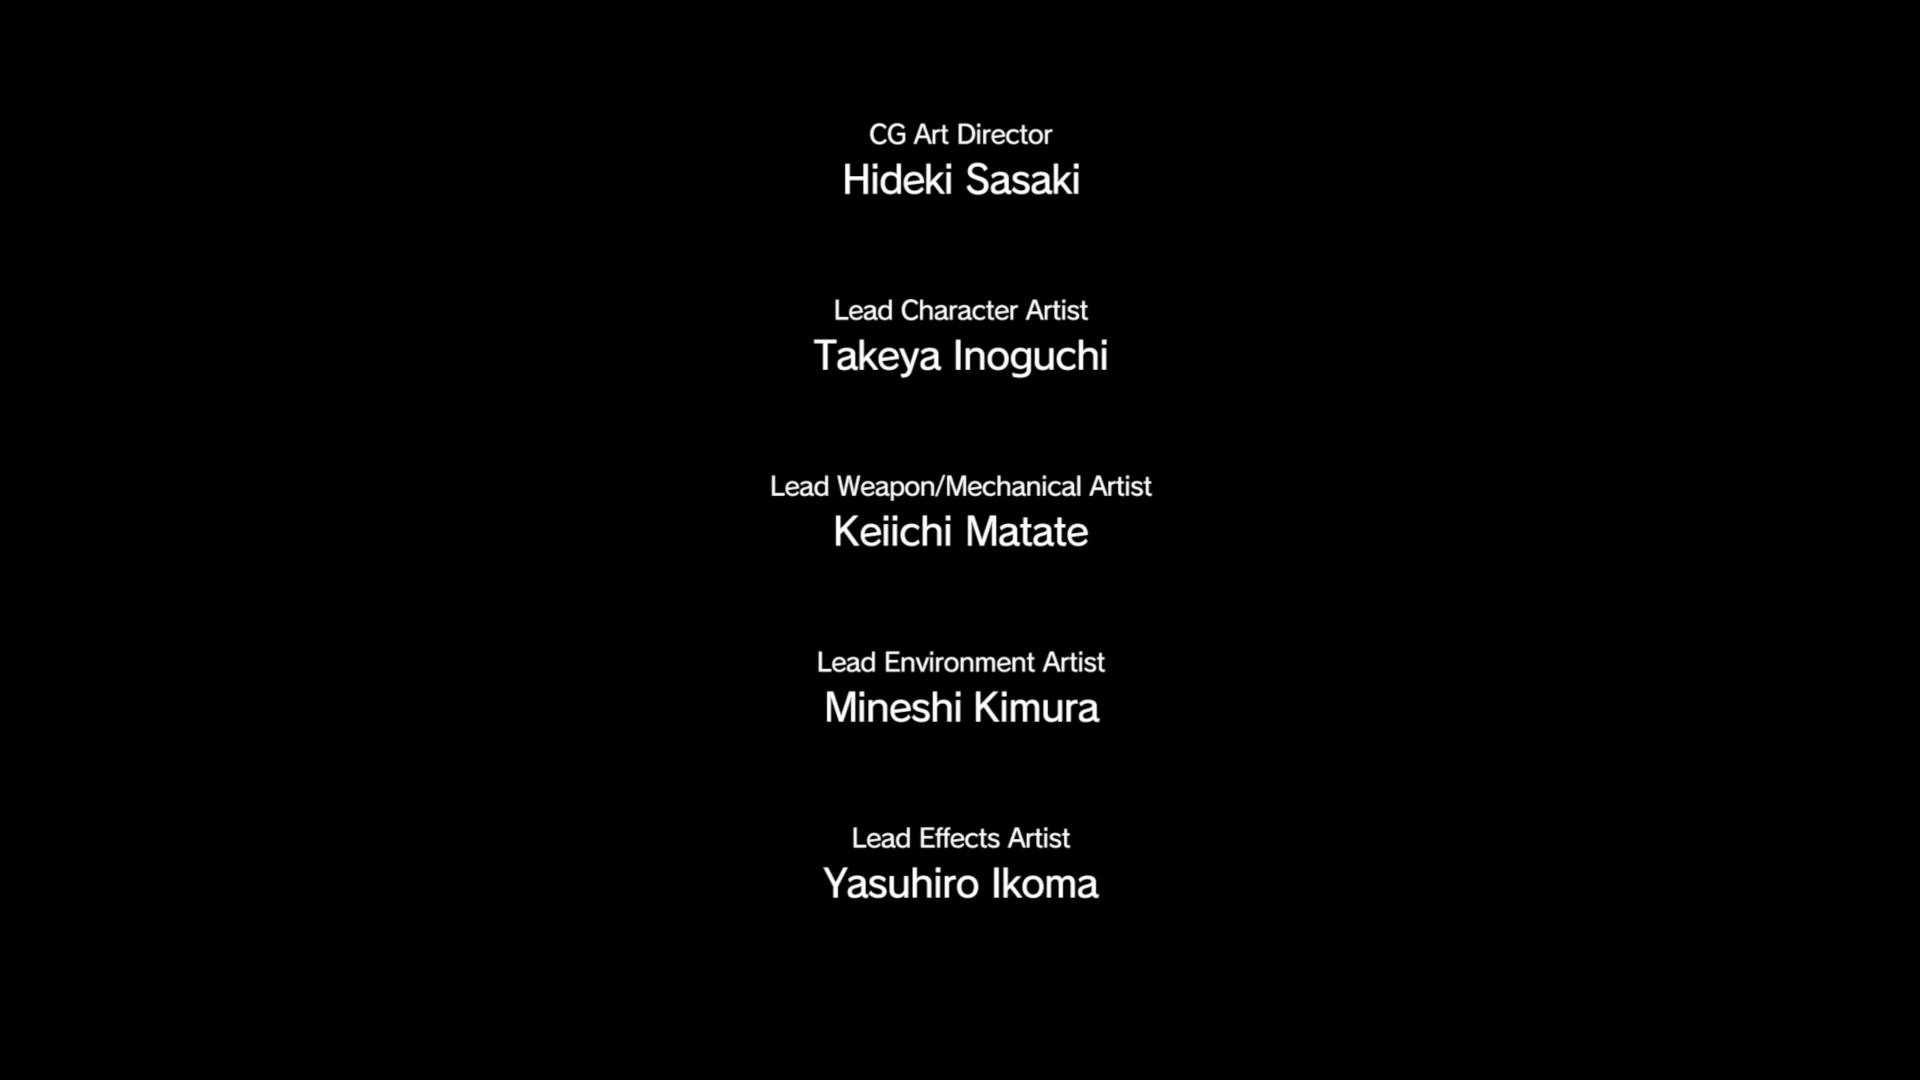 CG Art Director
Hideki Sasaki
Lead Character Artist
Takeya Inoguchi
Lead Weapon/Mechanical Artist
Keiichi Matate
Lead Environment Artist
Mineshi Kimura
Lead Effects Artist
Yasuhiro Ikoma